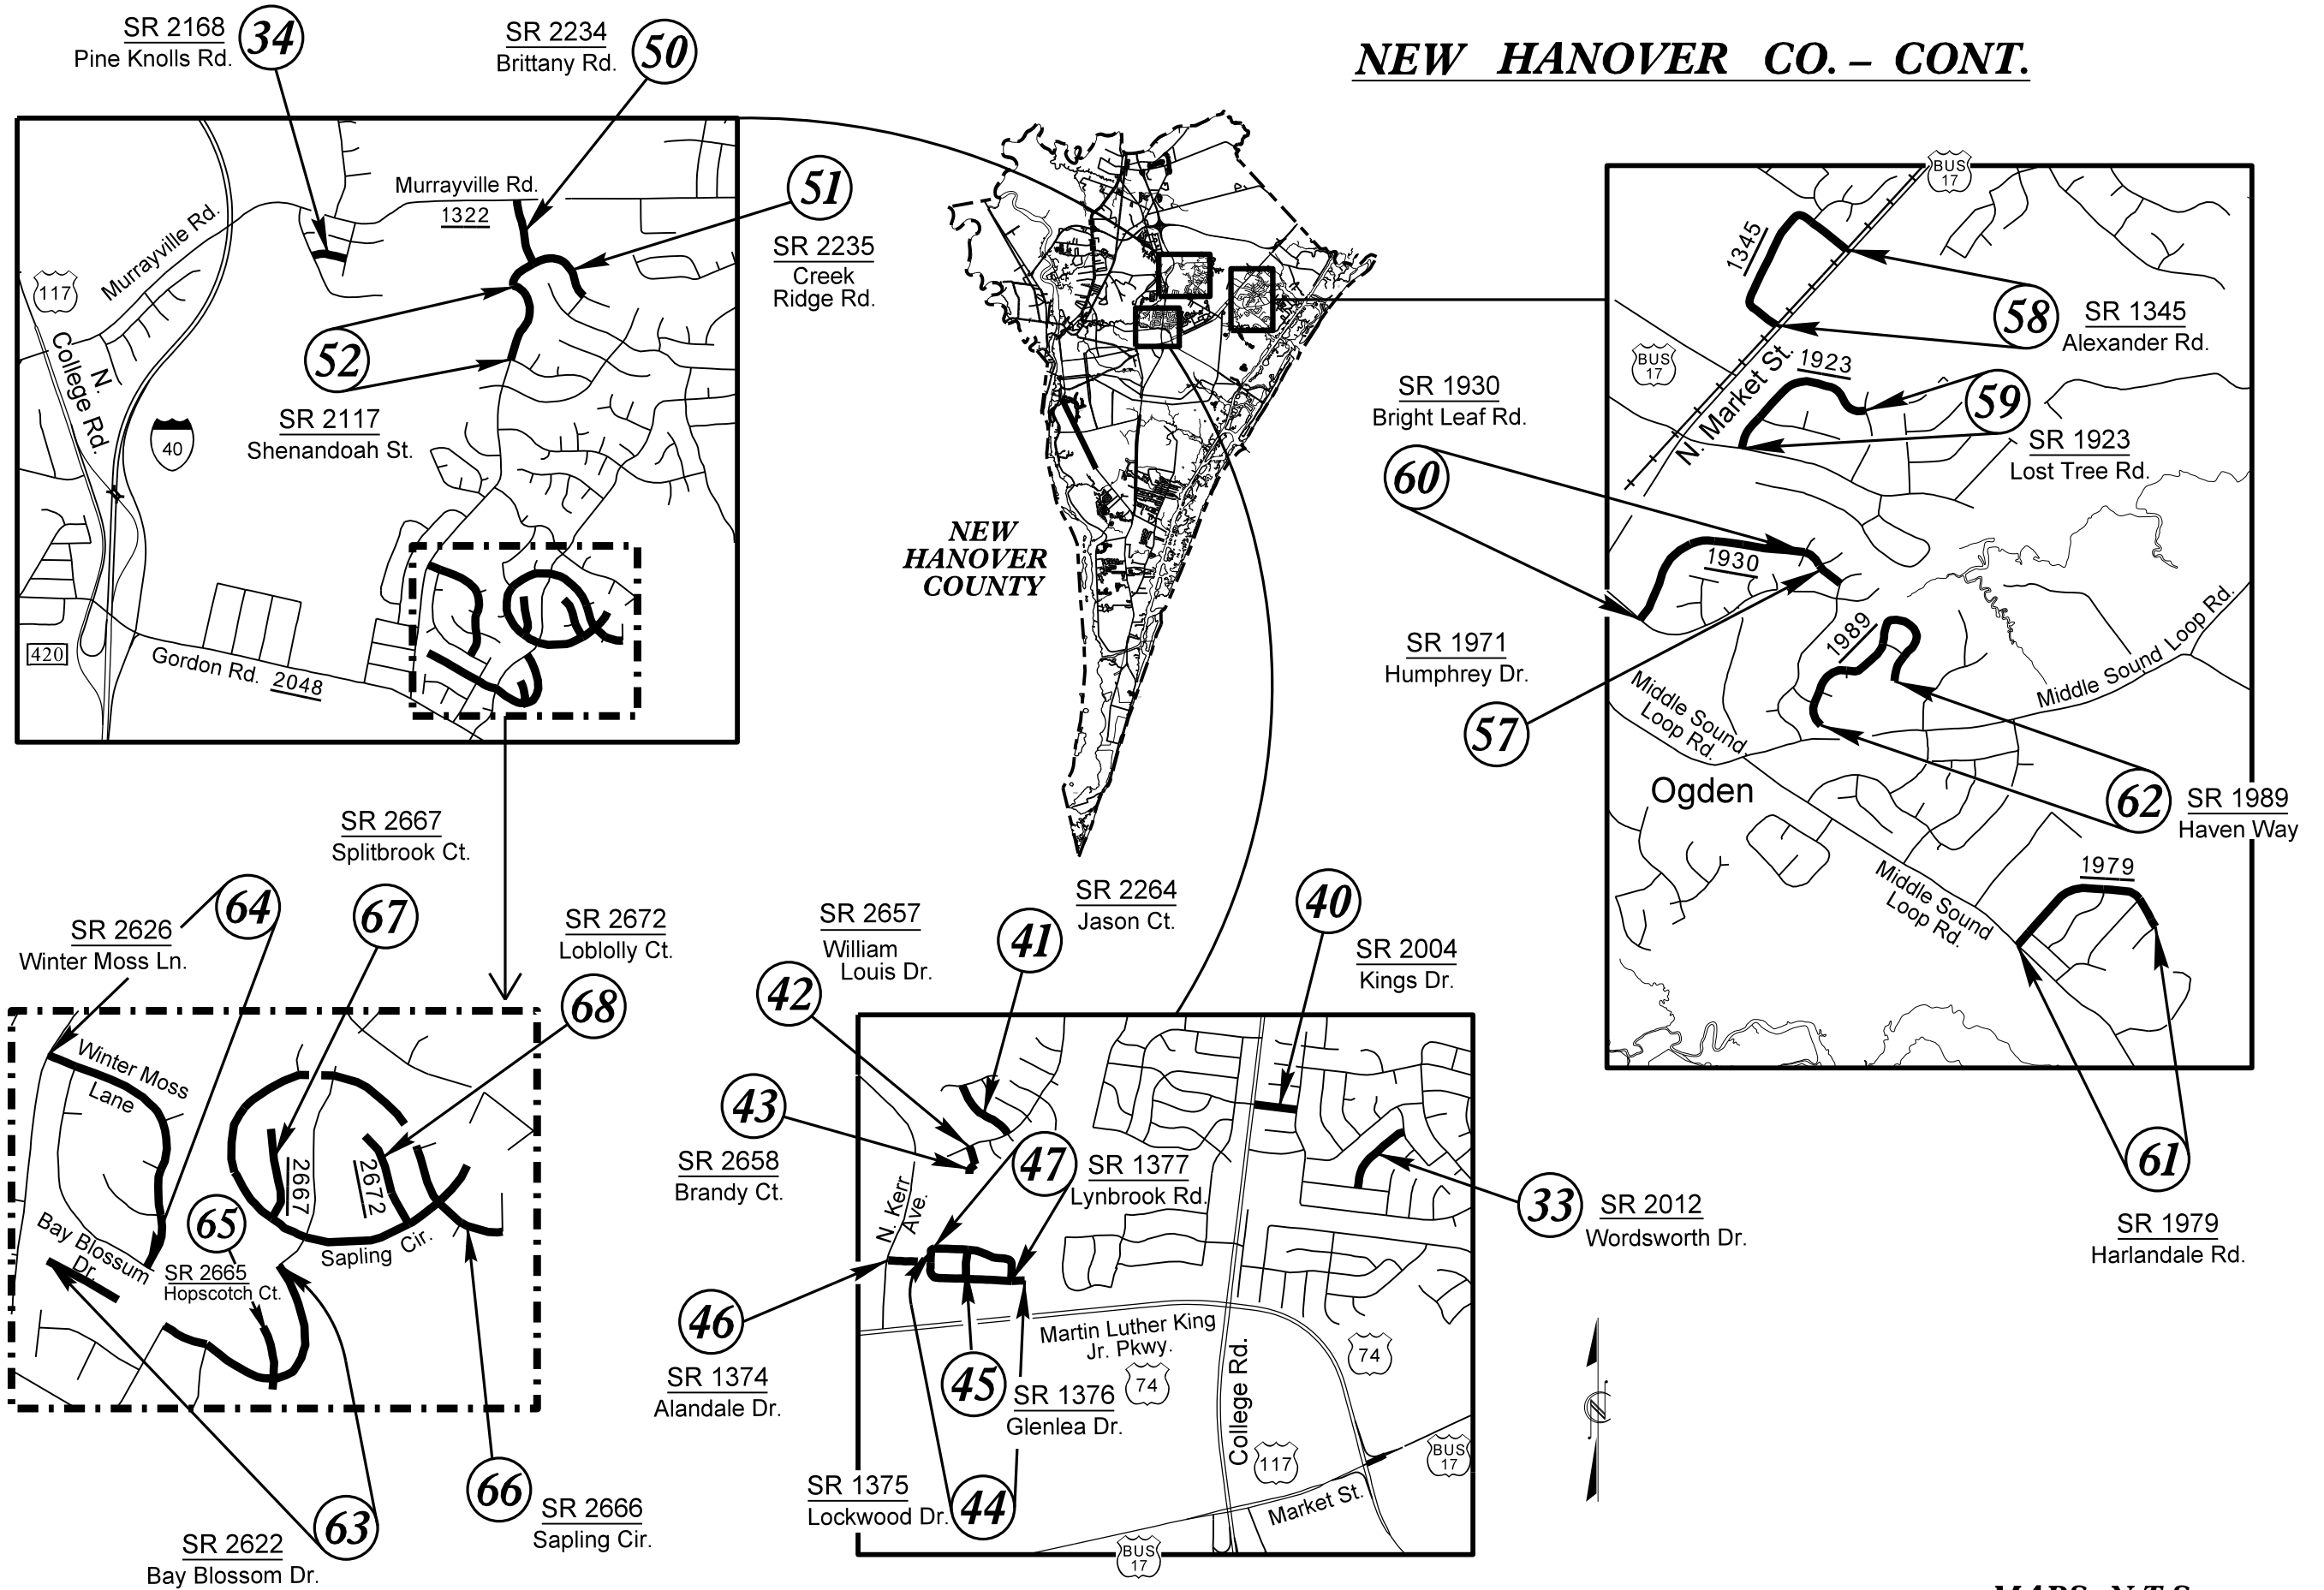 NEW HANOVER CO. – CONT.
SR 2168
Pine Knolls Rd.
34
SR 2234
Brittany Rd.
50
51
SR 2235
Creek
Ridge Rd.
Murrayville Rd.
1322
Murrayville Rd.
117
N.
College Rd.
40
52
SR 2117
Shenandoah St.
420
Gordon Rd. 2048
NEW
HANOVER
COUNTY
BUS
17
1345
58
SR 1345
Alexander Rd.
BUS
17
N. Market St.
1923
59
SR 1923
Lost Tree Rd.
SR 1930
Bright Leaf Rd.
60
1930
SR 1971
Humphrey Dr.
57
1989
Middle Sound
Loop Rd.
Middle Sound Loop Rd.
Ogden
62
SR 1989
Haven Way
Middle Sound
Loop Rd.
1979
61
SR 1979
Harlandale Rd.
SR 2667
Splitbrook Ct.
64
67
SR 2626
Winter Moss Ln.
SR 2672
Loblolly Ct.
68
Winter Moss
Lane
2667
2672
65
Bay Blossom
Dr.
SR 2665
Hopscotch Ct.
Sapling Cir.
66
SR 2666
Sapling Cir.
63
SR 2622
Bay Blossom Dr.
SR 2264
Jason Ct.
41
SR 2657
William
Louis Dr.
42
40
SR 2004
Kings Dr.
43
SR 2658
Brandy Ct.
47
SR 1377
Lynbrook Rd.
N. Kerr
Ave.
33
SR 2012
Wordsworth Dr.
46
SR 1374
Alandale Dr.
Martin Luther King
Jr. Pkwy.
74
74
45
SR 1376
Glenlea Dr.
College Rd.
117
BUS
17
SR 1375
Lockwood Dr.
44
Market St.
BUS
17
N